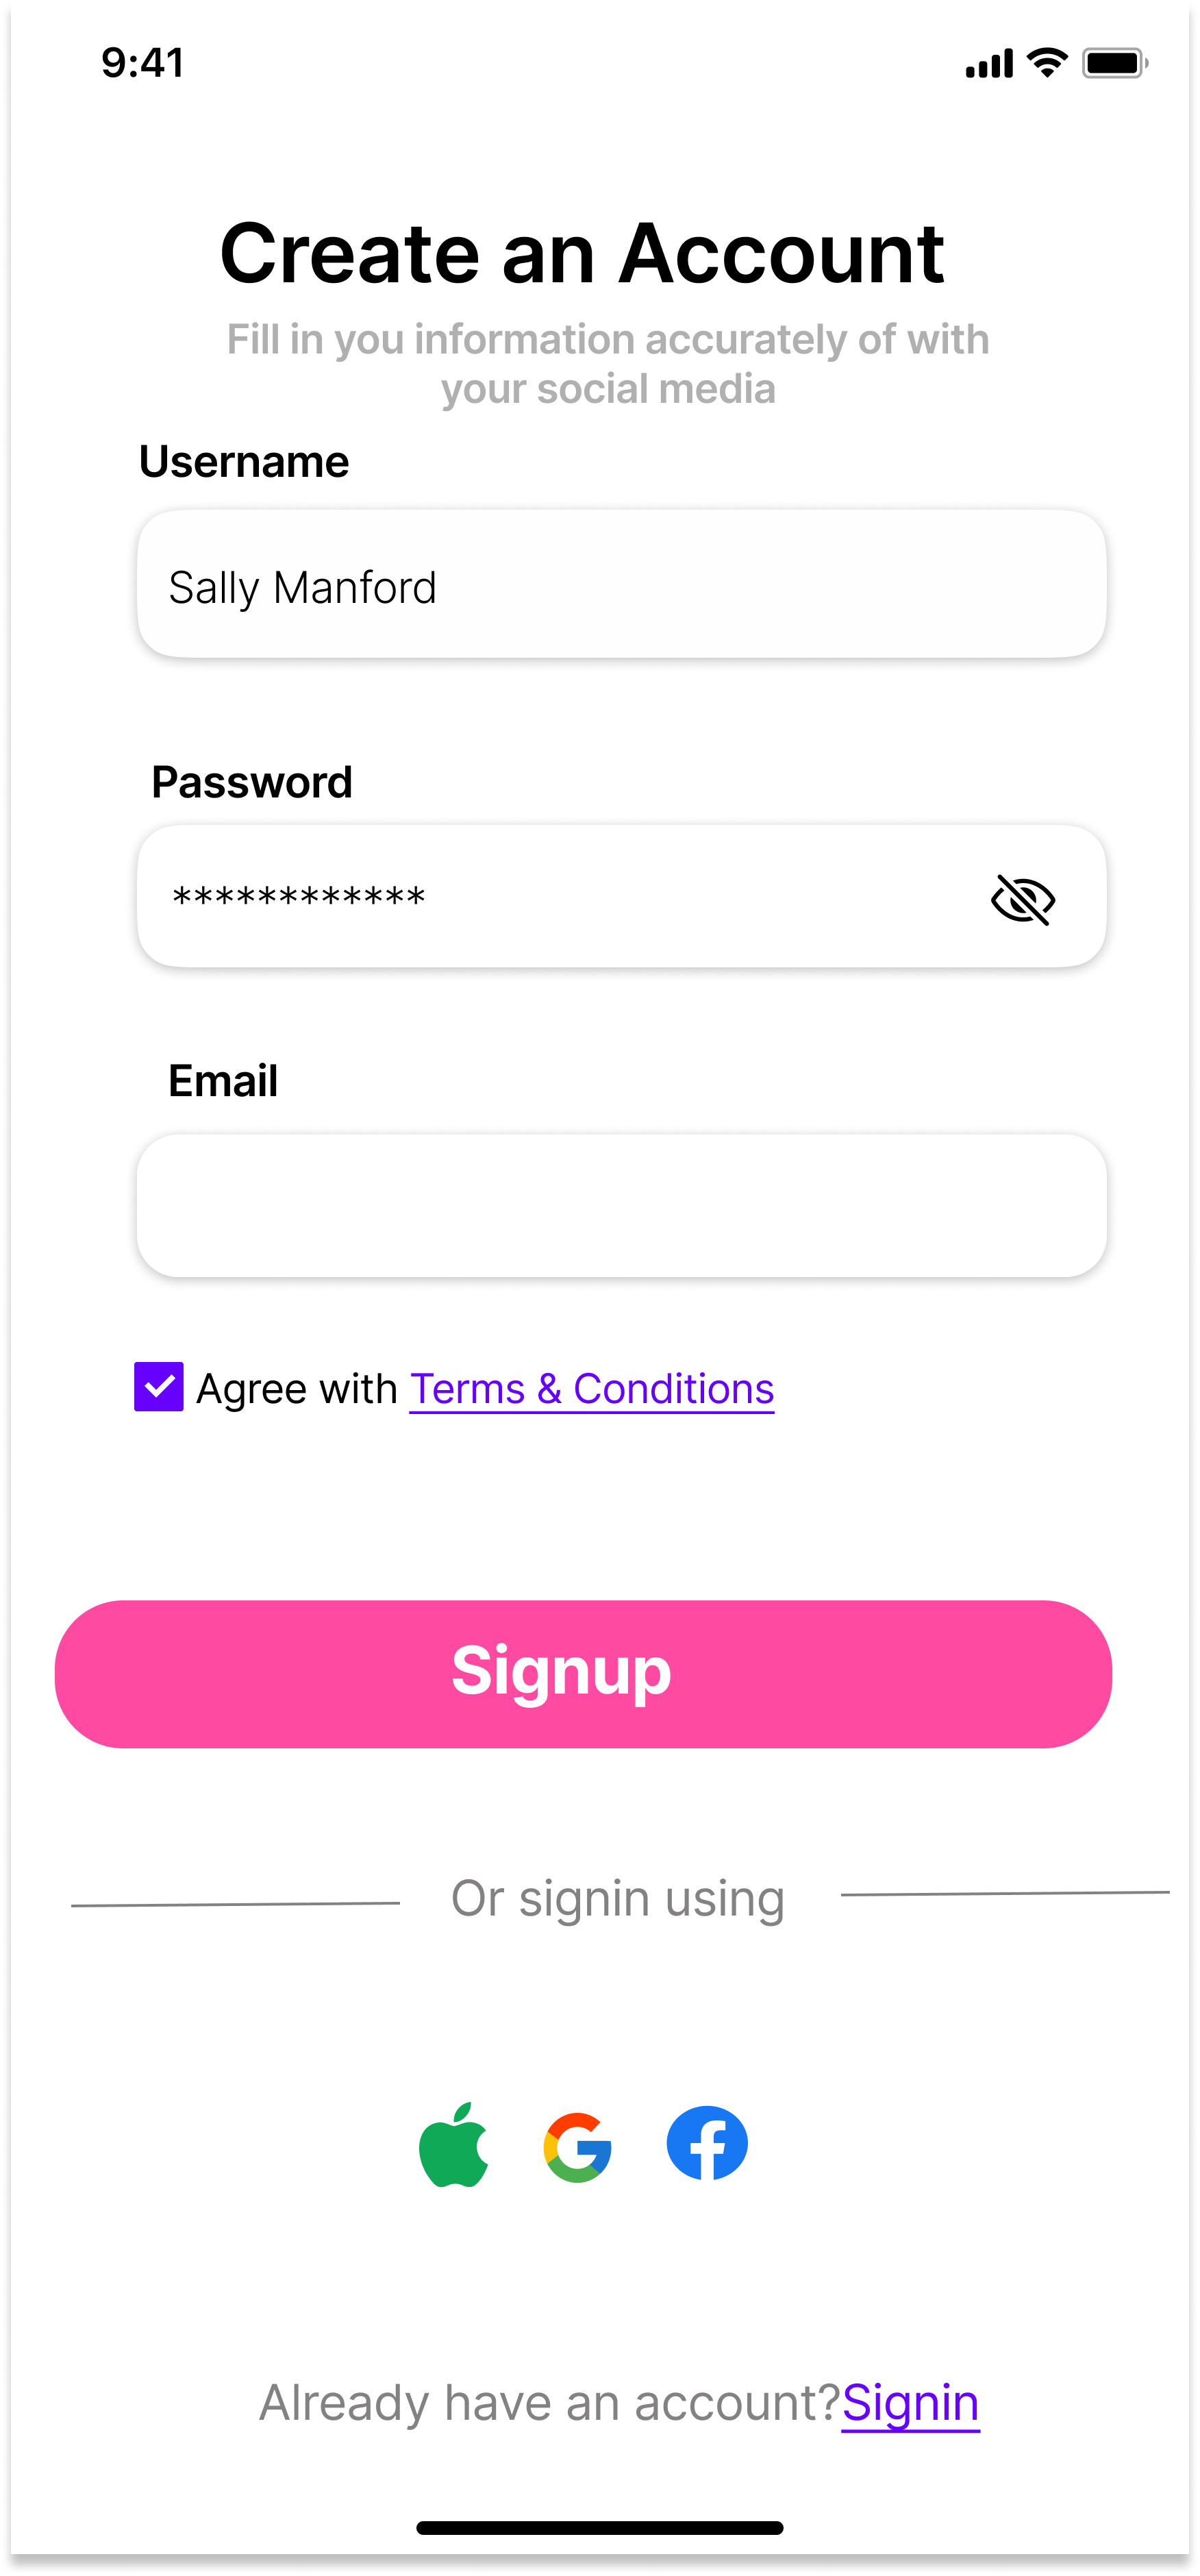 9:41
Create an Account
Fill in you information accurately of with
your social media
Username
Sally Manford
Password
************
Email
Agree with Terms & Conditions
Signup
Or signin using
Already have an account?Signin